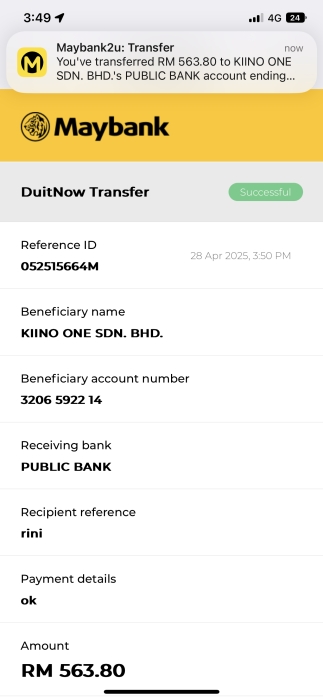 3:49
4G 24
Maybank2u: Transfer
now
You've transferred RM 563.80 to KIINO ONE
SDN. BHD.'s PUBLIC BANK account ending...
Maybank
DuitNow Transfer
Successful
Reference ID
28 Apr 2025, 3:50 PM
052515664M
Beneficiary name
KIINO ONE SDN. BHD.
Beneficiary account number
3206 5922 14
Receiving bank
PUBLIC BANK
Recipient reference
rini
Payment details
ok
Amount
RM 563.80